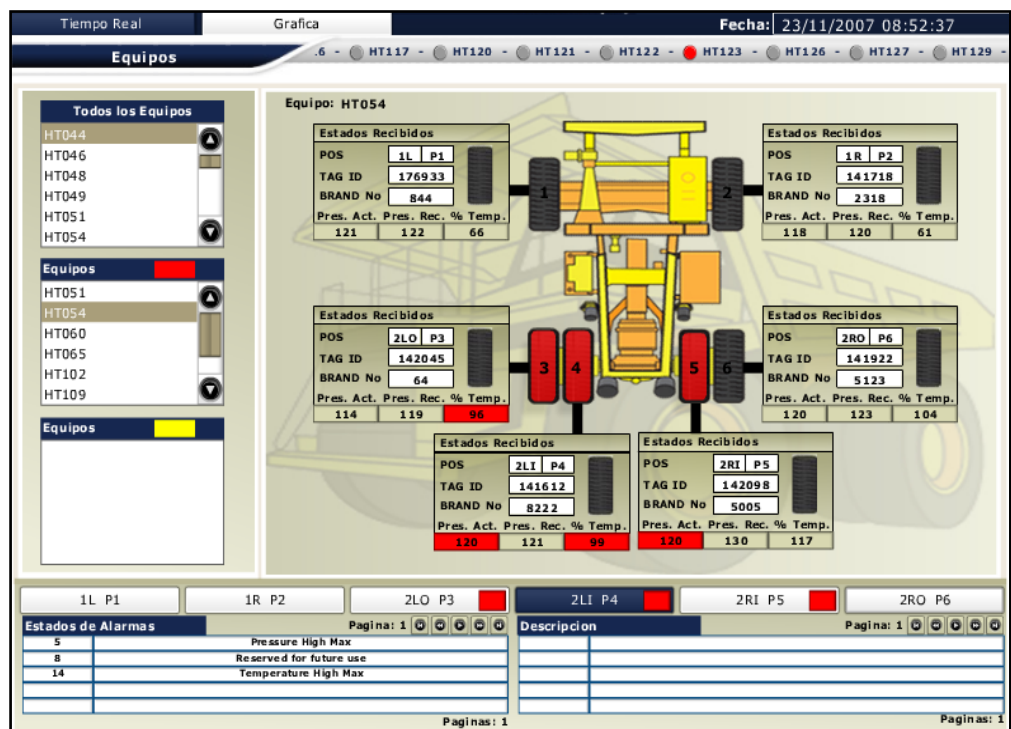 Tiempo Real Grafica Fecha: 23/11/2007 08:52:37
Equipos .6 - HT117 - HT120 - HT121 - HT122 - HT123 - HT126 - HT127 - HT129 -
Todos los Equipos
HT044
HT046
HT048
HT049
HT051
HT054
Equipos
HT051
HT054
HT060
HT065
HT102
HT109
Equipos
Equipo: HT054
Estados Recibidos
POS 1L P1
TAG ID 176933
BRAND No 844
Pres. Act. Pres. Rec. % Temp.
121 122 66
1
2
Estados Recibidos
POS 1R P2
TAG ID 141718
BRAND No 2318
Pres. Act. Pres. Rec. % Temp.
118 120 61
Estados Recibidos
POS 2LO P3
TAG ID 142045
BRAND No 64
Pres. Act. Pres. Rec. % Temp.
114 119 96
3 4 5 6
Estados Recibidos
POS 2RO P6
TAG ID 141922
BRAND No 5123
Pres. Act. Pres. Rec. % Temp.
120 123 104
Estados Recibidos
POS 2LI P4
TAG ID 141612
BRAND No 8222
Pres. Act. Pres. Rec. % Temp.
120 121 99
Estados Recibidos
POS 2RI P5
TAG ID 142098
BRAND No 5005
Pres. Act. Pres. Rec. % Temp.
120 130 117
1L P1 1R P2 2LO P3 2LI P4 2RI P5 2RO P6
Estados de Alarmas Pagina: 1
5 Pressure High Max
8 Reserved for future use
14 Temperature High Max
Paginas: 1
Descripcion Pagina: 1
Paginas: 1